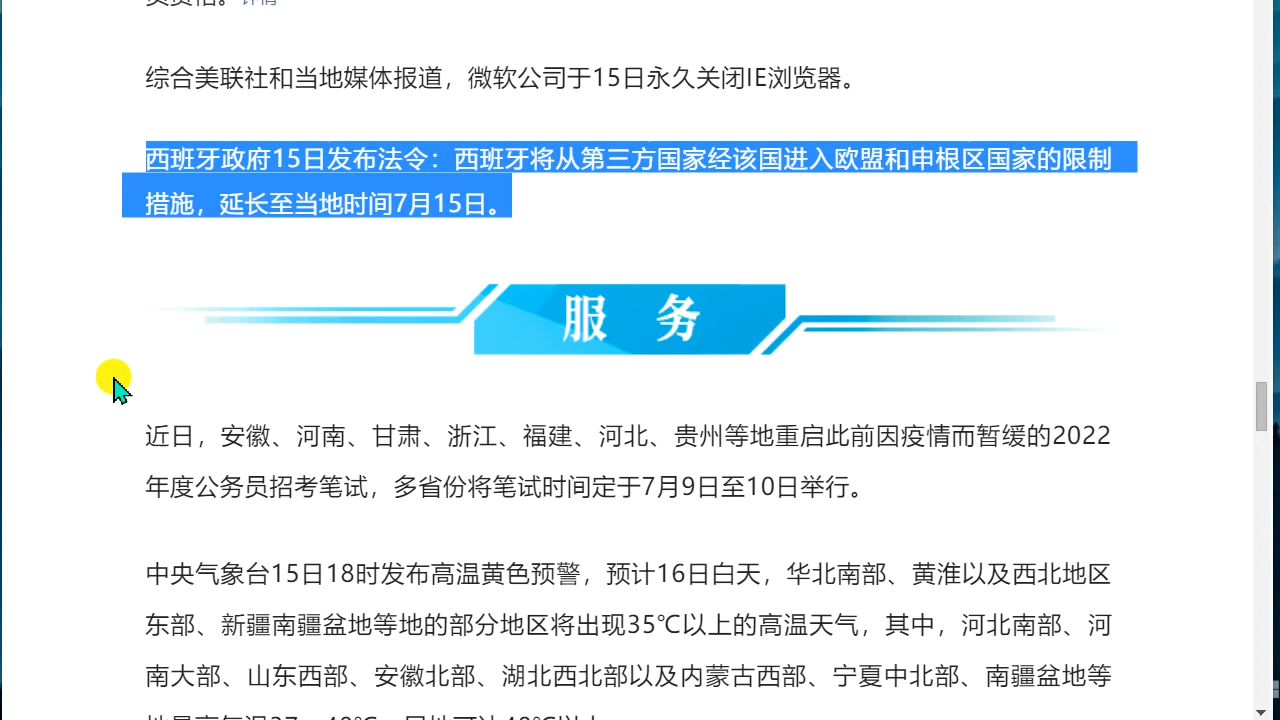 详情
综合美联社和当地媒体报道，微软公司于15日永久关闭IE浏览器。
西班牙政府15日发布法令：西班牙将从第三方国家经该国进入欧盟和申根区国家的限制
措施，延长至当地时间7月15日。
服 务
近日，安徽、河南、甘肃、浙江、福建、河北、贵州等地重启此前因疫情而暂缓的2022
年度公务员招考笔试，多省份将笔试时间定于7月9日至10日举行。
中央气象台15日18时发布高温黄色预警，预计16日白天，华北南部、黄淮以及西北地区
东部、新疆南疆盆地等地的部分地区将出现35℃以上的高温天气，其中，河北南部、河
南大部、山东西部、安徽北部、湖北西北部以及内蒙古西部、宁夏中北部、南疆盆地等